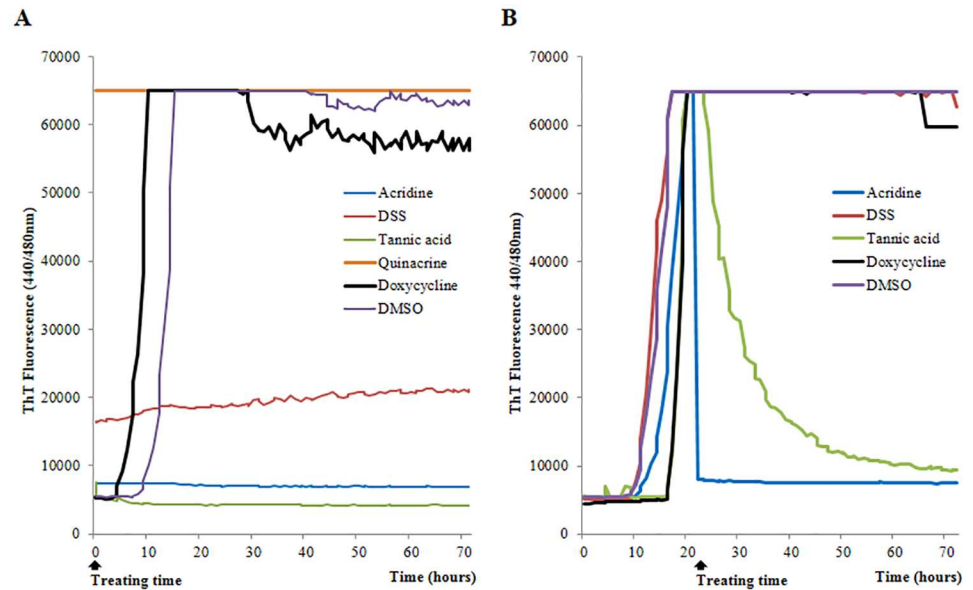 A
ThT Fluorescence (440/480nm)
70000
60000
50000
40000
30000
20000
10000
0
0 10 20 30 40 50 60 70
Treating time
Time (hours)
Acridine
DSS
Tannic acid
Quinacrine
Doxycycline
DMSO
B
ThT Fluorescence 440/480nm)
70000
60000
50000
40000
30000
20000
10000
0
0 10 20 30 40 50 60 70
Treating time
Time (hours)
Acridine
DSS
Tannic acid
Doxycycline
DMSO